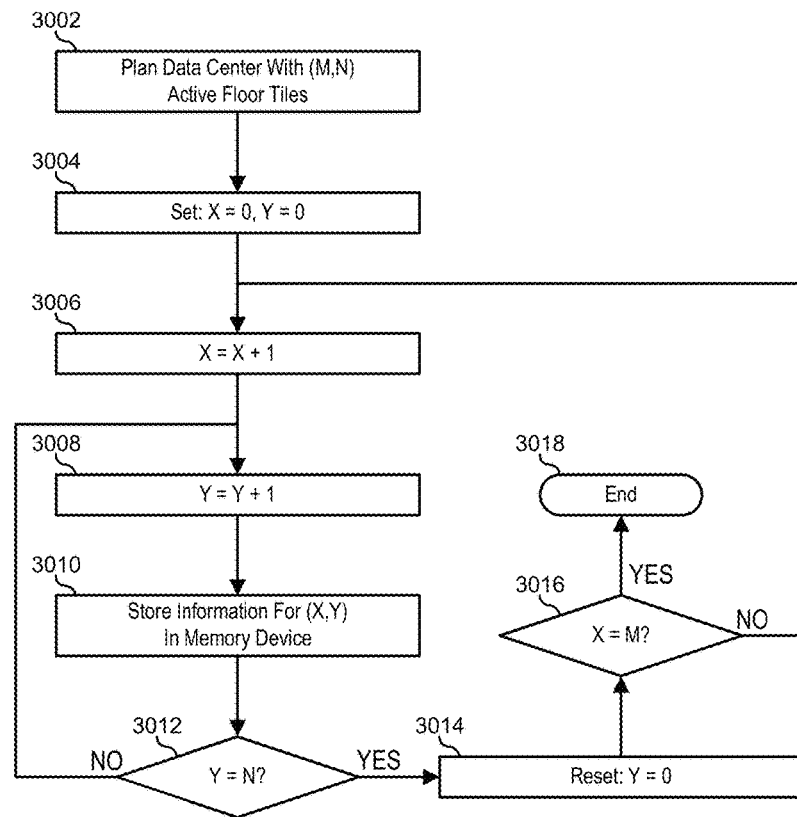 3002
Plan Data Center With (M,N)
Active Floor Tiles
3004
Set: X = 0, Y = 0
3006
X = X + 1
3008
Y = Y + 1
3010
Store Information For (X,Y)
In Memory Device
3012
Y = N?
NO
YES
3014
Reset: Y = 0
3016
X = M?
NO
YES
3018
End